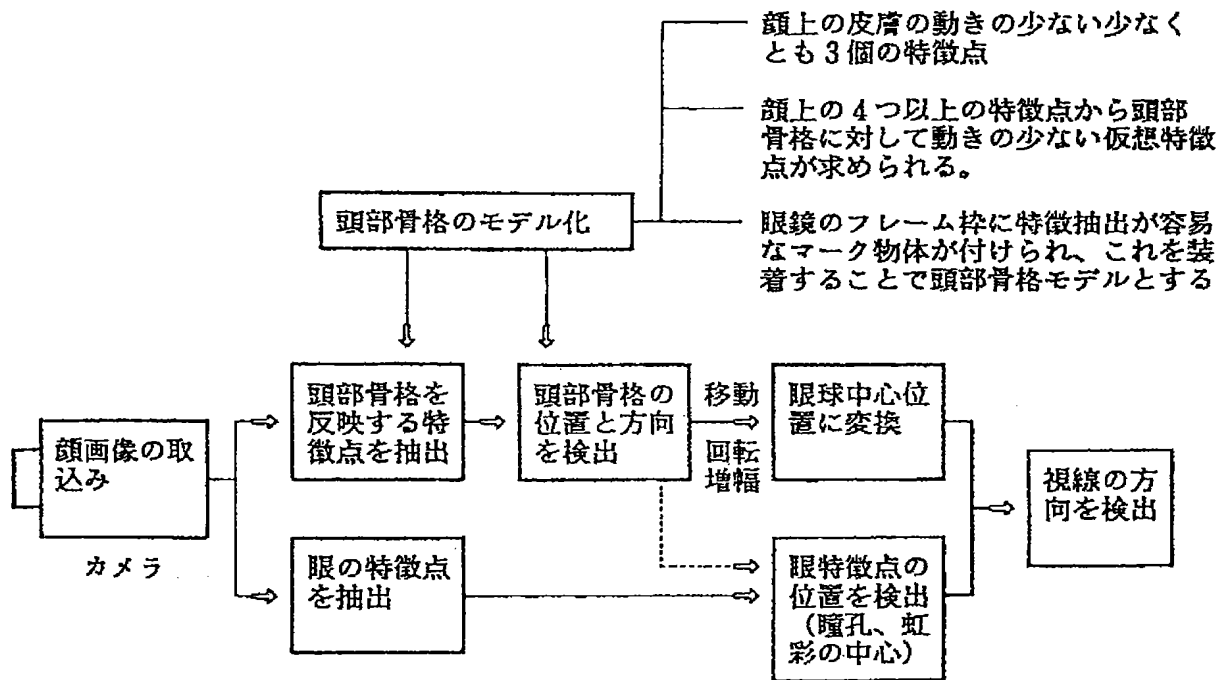 顔上の皮膚の動きの少ない少なく
とも3個の特徴点
顔上の4つ以上の特徴点から頭部
骨格に対して動きの少ない仮想特徴
点が求められる。
頭部骨格のモデル化
眼鏡のフレーム枠に特徴抽出が容易
なマーク物体が付けられ、これを装
着することで頭部骨格モデルとする
頭部骨格を
反映する特
徴点を抽出
頭部骨格の
位置と方向
を検出
移動
回転
増幅
眼球中心位
置に変換
顔画像の取
込み
カメラ
視線の方
向を検出
眼の特徴点
を抽出
眼特徴点の
位置を検出
(瞳孔、虹
彩の中心)